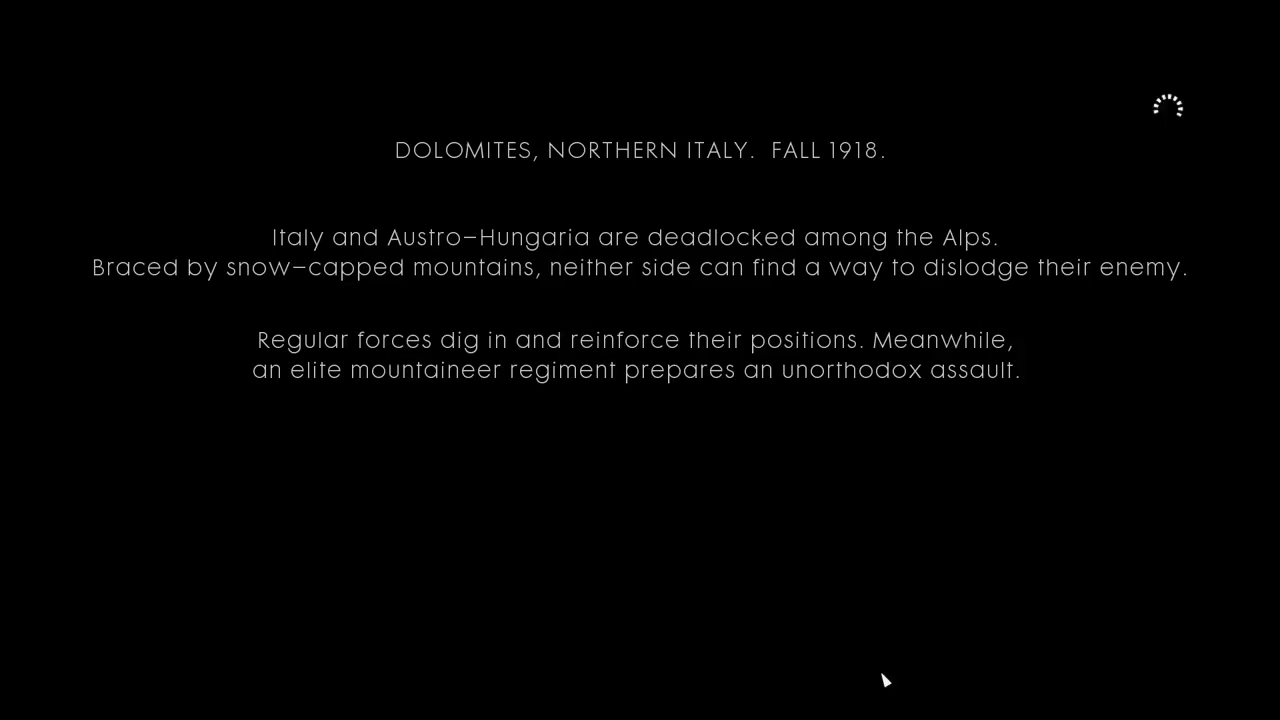 DOLOMITES, NORTHERN ITALY.  FALL 1918.
Italy and Austro-Hungaria are deadlocked among the Alps.
Braced by snow-capped mountains, neither side can find a way to dislodge their enemy.
Regular forces dig in and reinforce their positions. Meanwhile,
an elite mountaineer regiment prepares an unorthodox assault.